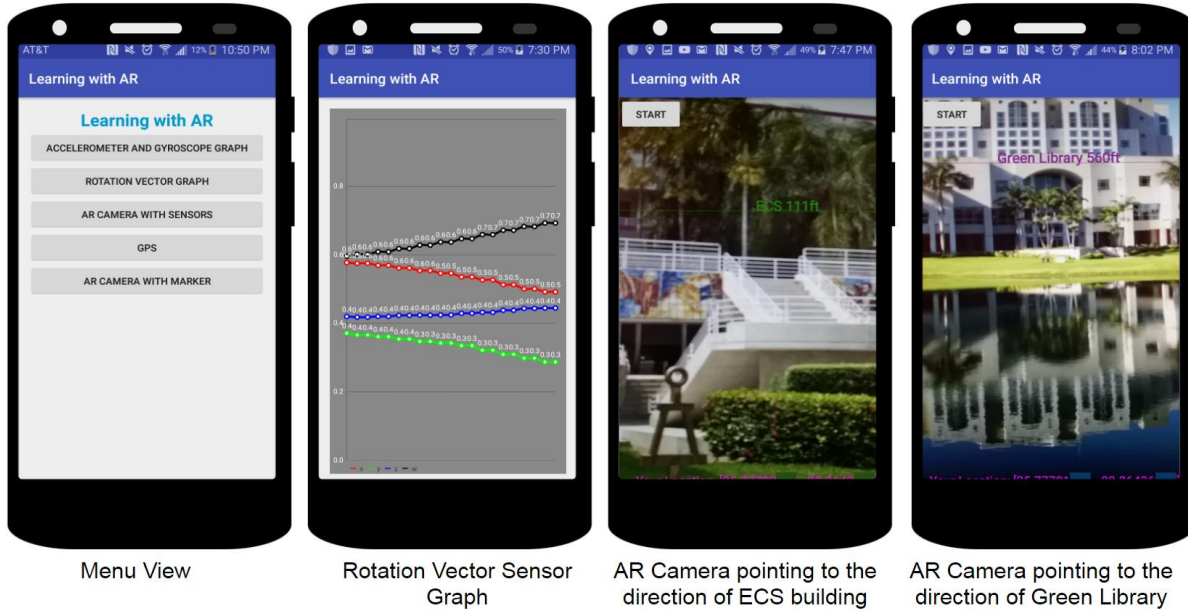 AT&T 12% 10:50 PM
Learning with AR
Learning with AR
ACCELEROMETER AND GYROSCOPE GRAPH
ROTATION VECTOR GRAPH
AR CAMERA WITH SENSORS
GPS
AR CAMERA WITH MARKER
Menu View
50% 7:30 PM
Learning with AR
0.8
0.4
0.2
0.0
x y z w
Rotation Vector Sensor
Graph
49% 7:47 PM
Learning with AR
START
ECS 111ft
AR Camera pointing to the
direction of ECS building
44% 8:02 PM
Learning with AR
START
Green Library 560ft
AR Camera pointing to the
direction of Green Library